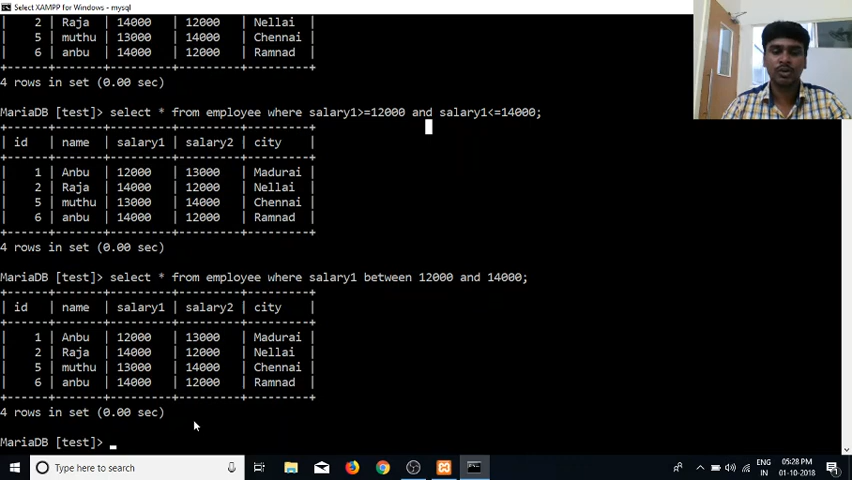 Select XAMPP for Windows - mysql
| 2 | Raja | 14000 | 12000 | Nellai |
| 5 | muthu | 13000 | 14000 | Chennai |
| 6 | anbu | 14000 | 12000 | Ramnad |
+------+-------+---------+---------+---------+
4 rows in set (0.00 sec)
MariaDB [test]> select * from employee where salary1>=12000 and salary1<=14000;
+------+-------+---------+---------+---------+
| id | name | salary1 | salary2 | city |
+------+-------+---------+---------+---------+
| 1 | Anbu | 12000 | 13000 | Madurai |
| 2 | Raja | 14000 | 12000 | Nellai |
| 5 | muthu | 13000 | 14000 | Chennai |
| 6 | anbu | 14000 | 12000 | Ramnad |
+------+-------+---------+---------+---------+
4 rows in set (0.00 sec)
MariaDB [test]> select * from employee where salary1 between 12000 and 14000;
+------+-------+---------+---------+---------+
| id | name | salary1 | salary2 | city |
+------+-------+---------+---------+---------+
| 1 | Anbu | 12000 | 13000 | Madurai |
| 2 | Raja | 14000 | 12000 | Nellai |
| 5 | muthu | 13000 | 14000 | Chennai |
| 6 | anbu | 14000 | 12000 | Ramnad |
+------+-------+---------+---------+---------+
4 rows in set (0.00 sec)
MariaDB [test]> _
Type here to search
ENG
IN
05:28 PM
01-10-2018